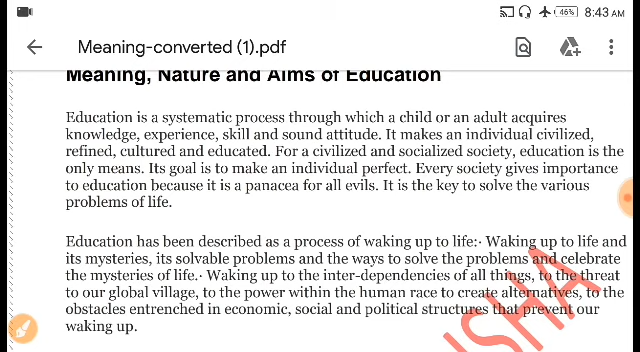 46% 8:43 AM
Meaning-converted (1).pdf
Meaning, Nature and Aims of Education
Education is a systematic process through which a child or an adult acquires
knowledge, experience, skill and sound attitude. It makes an individual civilized,
refined, cultured and educated. For a civilized and socialized society, education is the
only means. Its goal is to make an individual perfect. Every society gives importance
to education because it is a panacea for all evils. It is the key to solve the various
problems of life.
Education has been described as a process of waking up to life:· Waking up to life and
its mysteries, its solvable problems and the ways to solve the problems and celebrate
the mysteries of life.· Waking up to the inter-dependencies of all things, to the threat
to our global village, to the power within the human race to create alternatives, to the
obstacles entrenched in economic, social and political structures that prevent our
waking up.
USHA